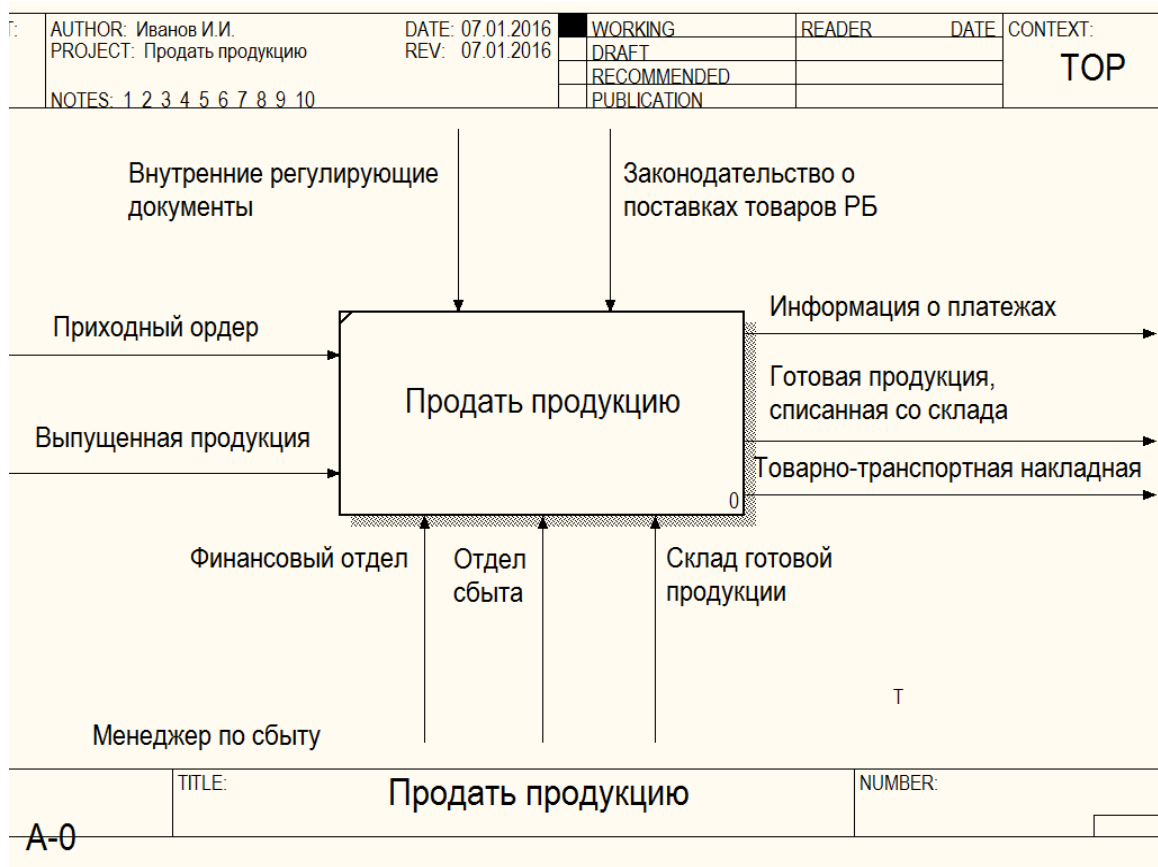 T: AUTHOR: Иванов И.И. DATE: 07.01.2016 WORKING READER DATE CONTEXT:
PROJECT: Продать продукцию REV: 07.01.2016 DRAFT
TOP
RECOMMENDED
NOTES: 1 2 3 4 5 6 7 8 9 10 PUBLICATION
Внутренние регулирующие
документы
Законодательство о
поставках товаров РБ
Приходный ордер
Информация о платежах
Готовая продукция,
списанная со склада
Продать продукцию
Выпущенная продукция
Товарно-транспортная накладная
0
Финансовый отдел
Отдел
сбыта
Склад готовой
продукции
T
Менеджер по сбыту
TITLE: Продать продукцию NUMBER:
A-0